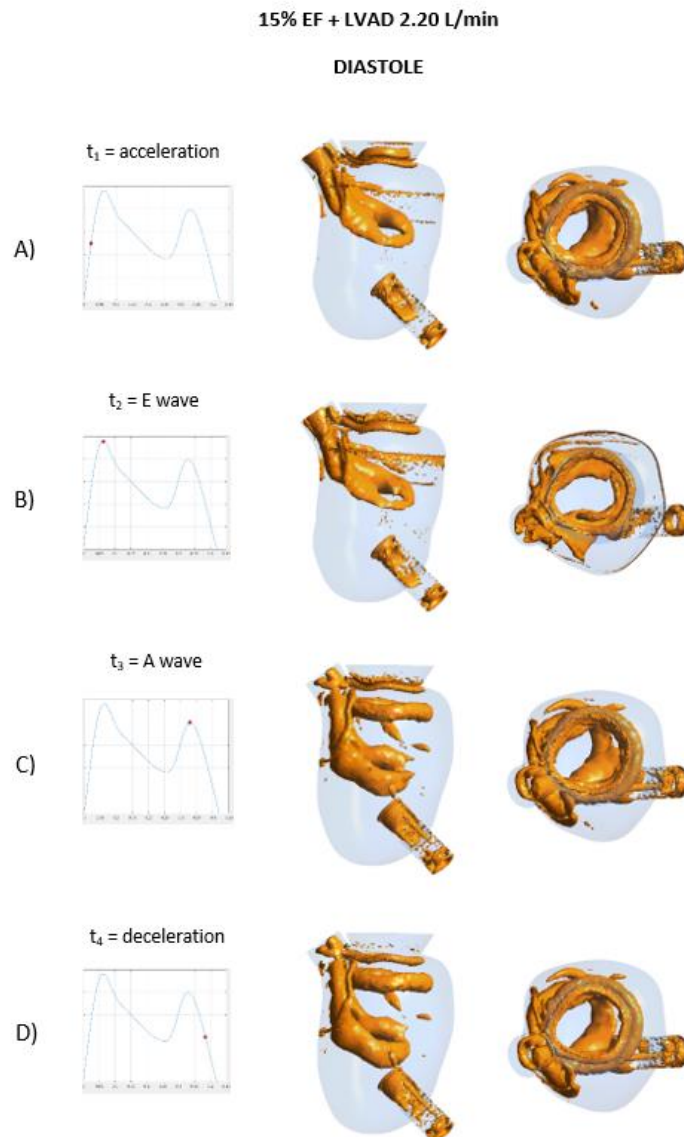 15% EF + LVAD 2.20 L/min
DIASTOLE
t₁ = acceleration
A)
t₂ = E wave
B)
t₃ = A wave
C)
t₄ = deceleration
D)